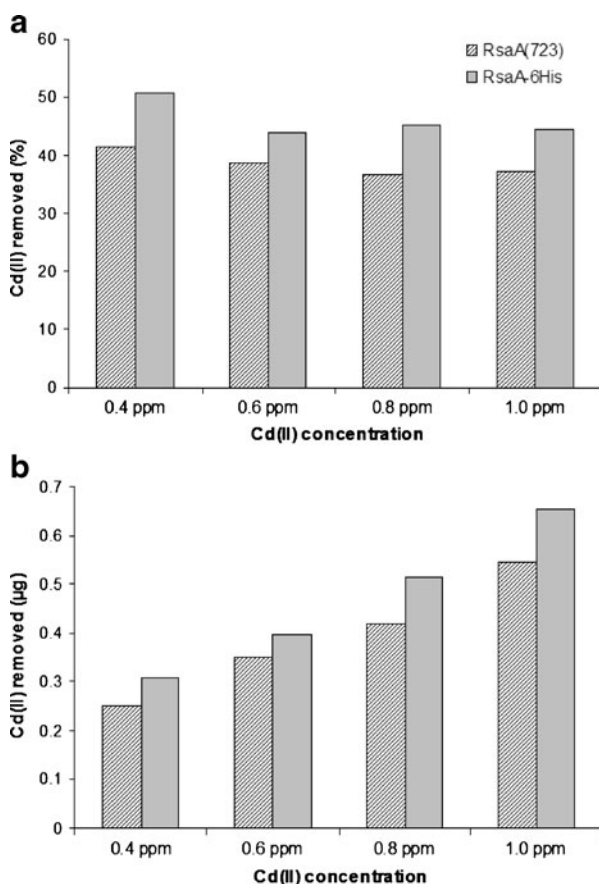 a
60
50
40
30
20
10
0
Cd(II) removed (%)
RsaA(723)
RsaA-6His
0.4 ppm 0.6 ppm 0.8 ppm 1.0 ppm
Cd(II) concentration
b
0.7
0.6
0.5
0.4
0.3
0.2
0.1
0
Cd(II) removed (µg)
0.4 ppm 0.6 ppm 0.8 ppm 1.0 ppm
Cd(II) concentration